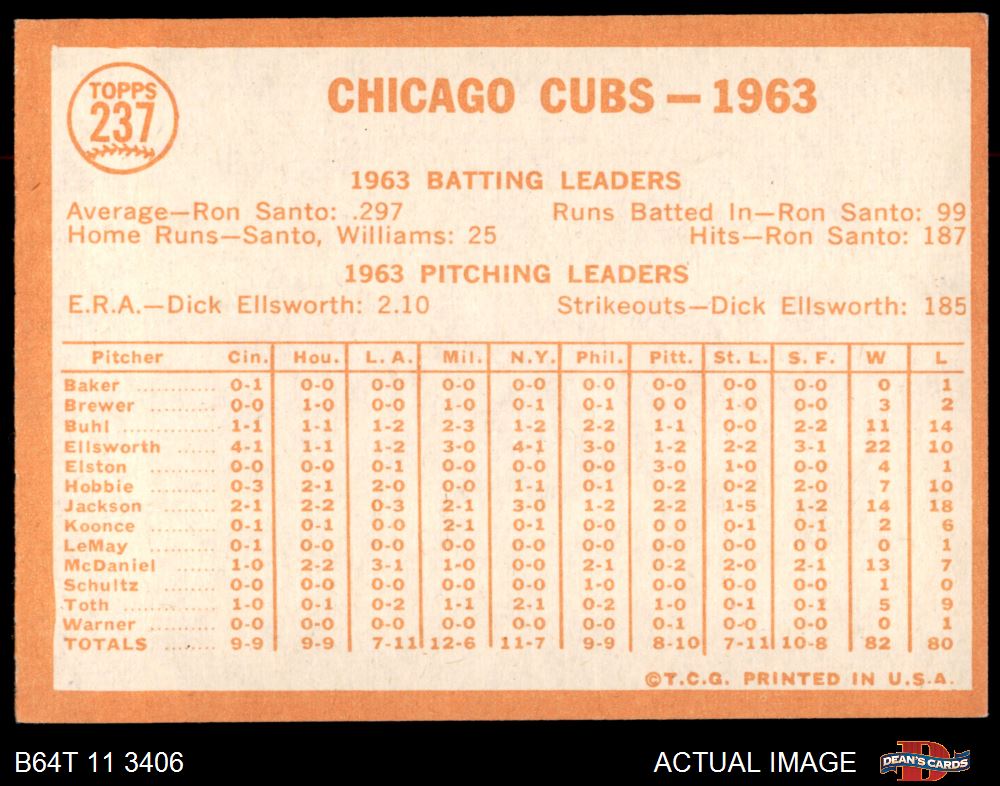 TOPPS
237
CHICAGO CUBS — 1963
1963 BATTING LEADERS
Average—Ron Santo: .297 Runs Batted In—Ron Santo: 99
Home Runs—Santo, Williams: 25 Hits—Ron Santo: 187
1963 PITCHING LEADERS
E.R.A.—Dick Ellsworth: 2.10 Strikeouts—Dick Ellsworth: 185
Pitcher Cin. Hou. L. A. Mil. N.Y. Phil. Pitt. St. L. S. F. W L
Baker .......... 0-1 0-0 0-0 0-0 0-0 0-0 0-0 0-0 0-0 0 1
Brewer ......... 0-0 1-0 0-0 1-0 0-1 0-1 0 0 1-0 0-0 3 2
Buhl .......... 1-1 1-1 1-2 2-3 1-2 2-2 1-1 0-0 2-2 11 14
Ellsworth ........ 4-1 1-1 1-2 3-0 4-1 3-0 1-2 2-2 3-1 22 10
Elston .......... 0-0 0-0 0-1 0-0 0-0 0-0 3-0 1-0 0-0 4 1
Hobbie .......... 0-3 2-1 2-0 0-0 1-1 0-1 0-2 0-2 2-0 7 10
Jackson ........ 2-1 2-2 0-3 2-1 3-0 1-2 2-2 1-5 1-2 14 18
Koonce ........ 0-1 0-1 0-0 2-1 0-1 0-0 0 0 0-1 0-1 2 6
LeMay ........ 0-1 0-0 0-0 0-0 0-0 0-0 0-0 0-0 0 0 0 1
McDaniel ........ 1-0 2-2 3-1 1-0 0-0 2-1 0-2 2-0 2-1 13 7
Schultz ........ 0-0 0-0 0-0 0-0 0-0 1-0 0-0 0-0 0-0 1 0
Toth .......... 1-0 0-1 0-2 1-1 2-1 0-2 1-0 0-1 0-1 5 9
Warner ........ 0-0 0-0 0-0 0-0 0-0 0-0 0-1 0-0 0-0 0 1
TOTALS ....... 9-9 9-9 7-11 12-6 11-7 9-9 8-10 7-11 10-8 82 80
©T.C.G. PRINTED IN U.S.A.
B64T 11 3406 ACTUAL IMAGE D DEAN'S CARDS